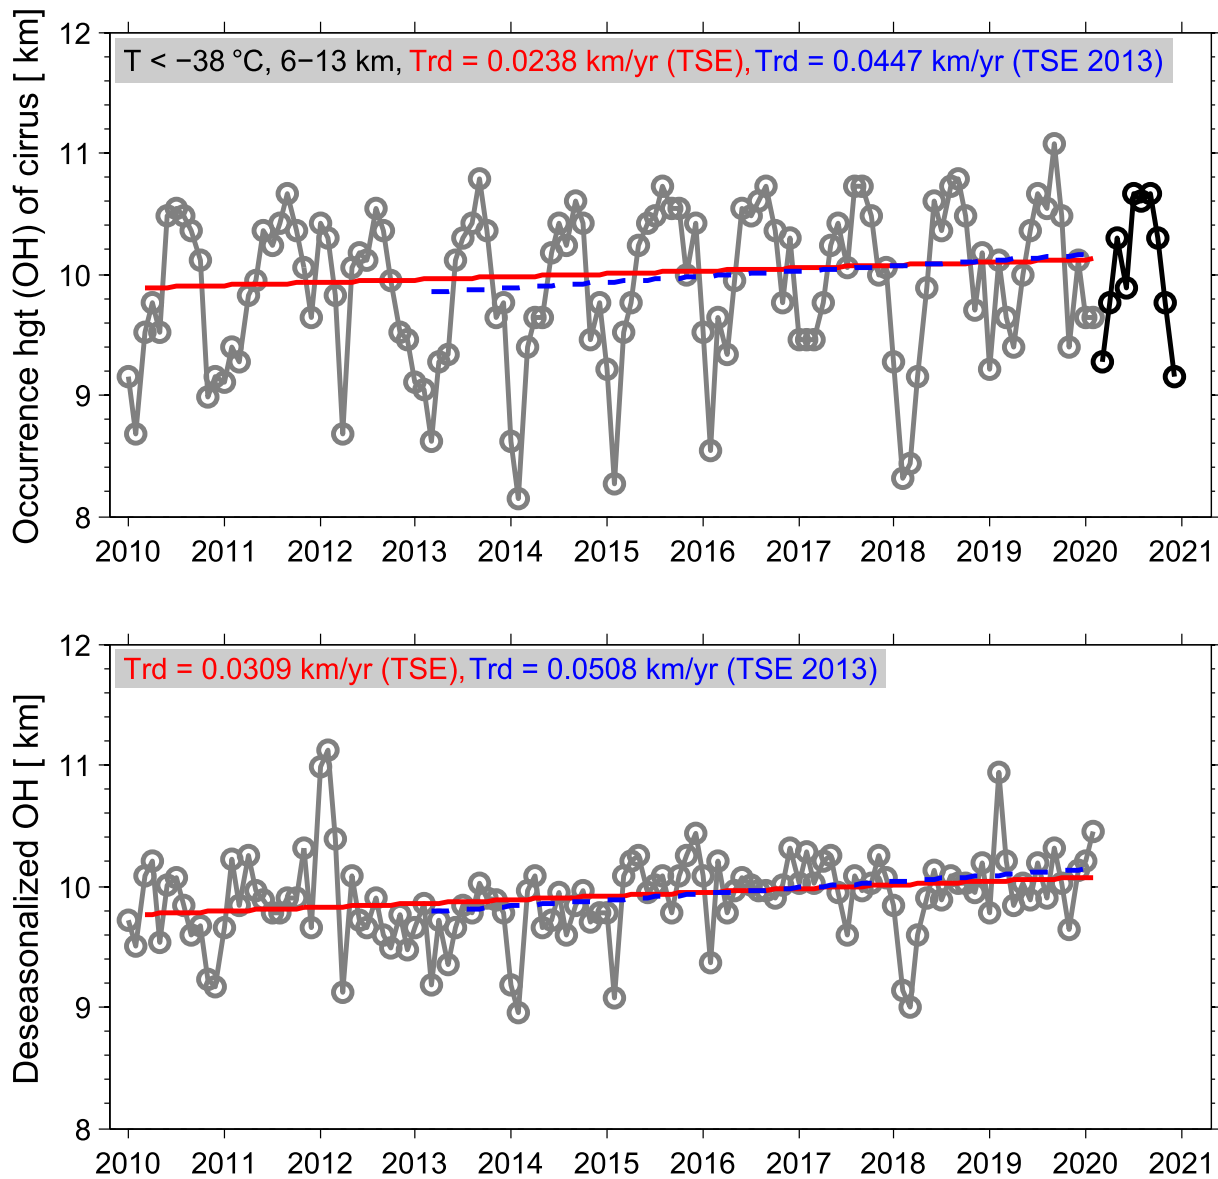 Occurrence hgt (OH) of cirrus [ km]
12
11
10
9
8
T < −38 °C, 6−13 km, Trd = 0.0238 km/yr (TSE), Trd = 0.0447 km/yr (TSE 2013)
2010 2011 2012 2013 2014 2015 2016 2017 2018 2019 2020 2021
Deseasonalized OH [ km]
12
11
10
9
8
Trd = 0.0309 km/yr (TSE), Trd = 0.0508 km/yr (TSE 2013)
2010 2011 2012 2013 2014 2015 2016 2017 2018 2019 2020 2021